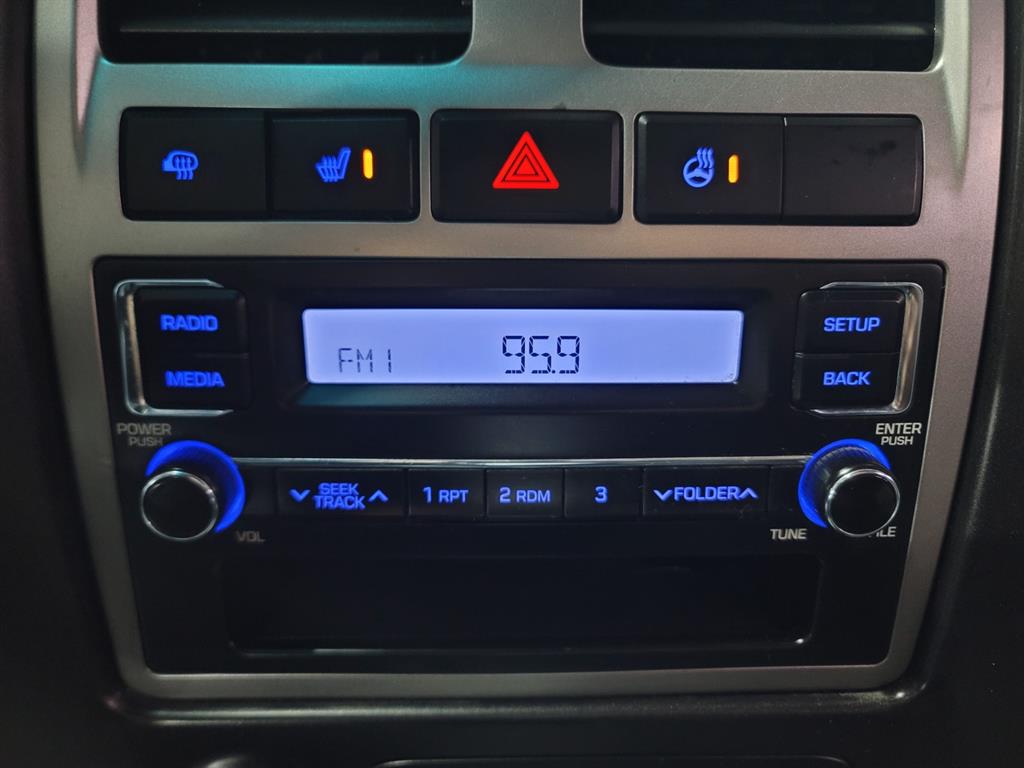 RADIO
MEDIA
FM1
95.9
SETUP
BACK
POWER
PUSH
VOL
SEEK
TRACK
1 RPT
2 RDM
3
FOLDER
ENTER
PUSH
TUNE